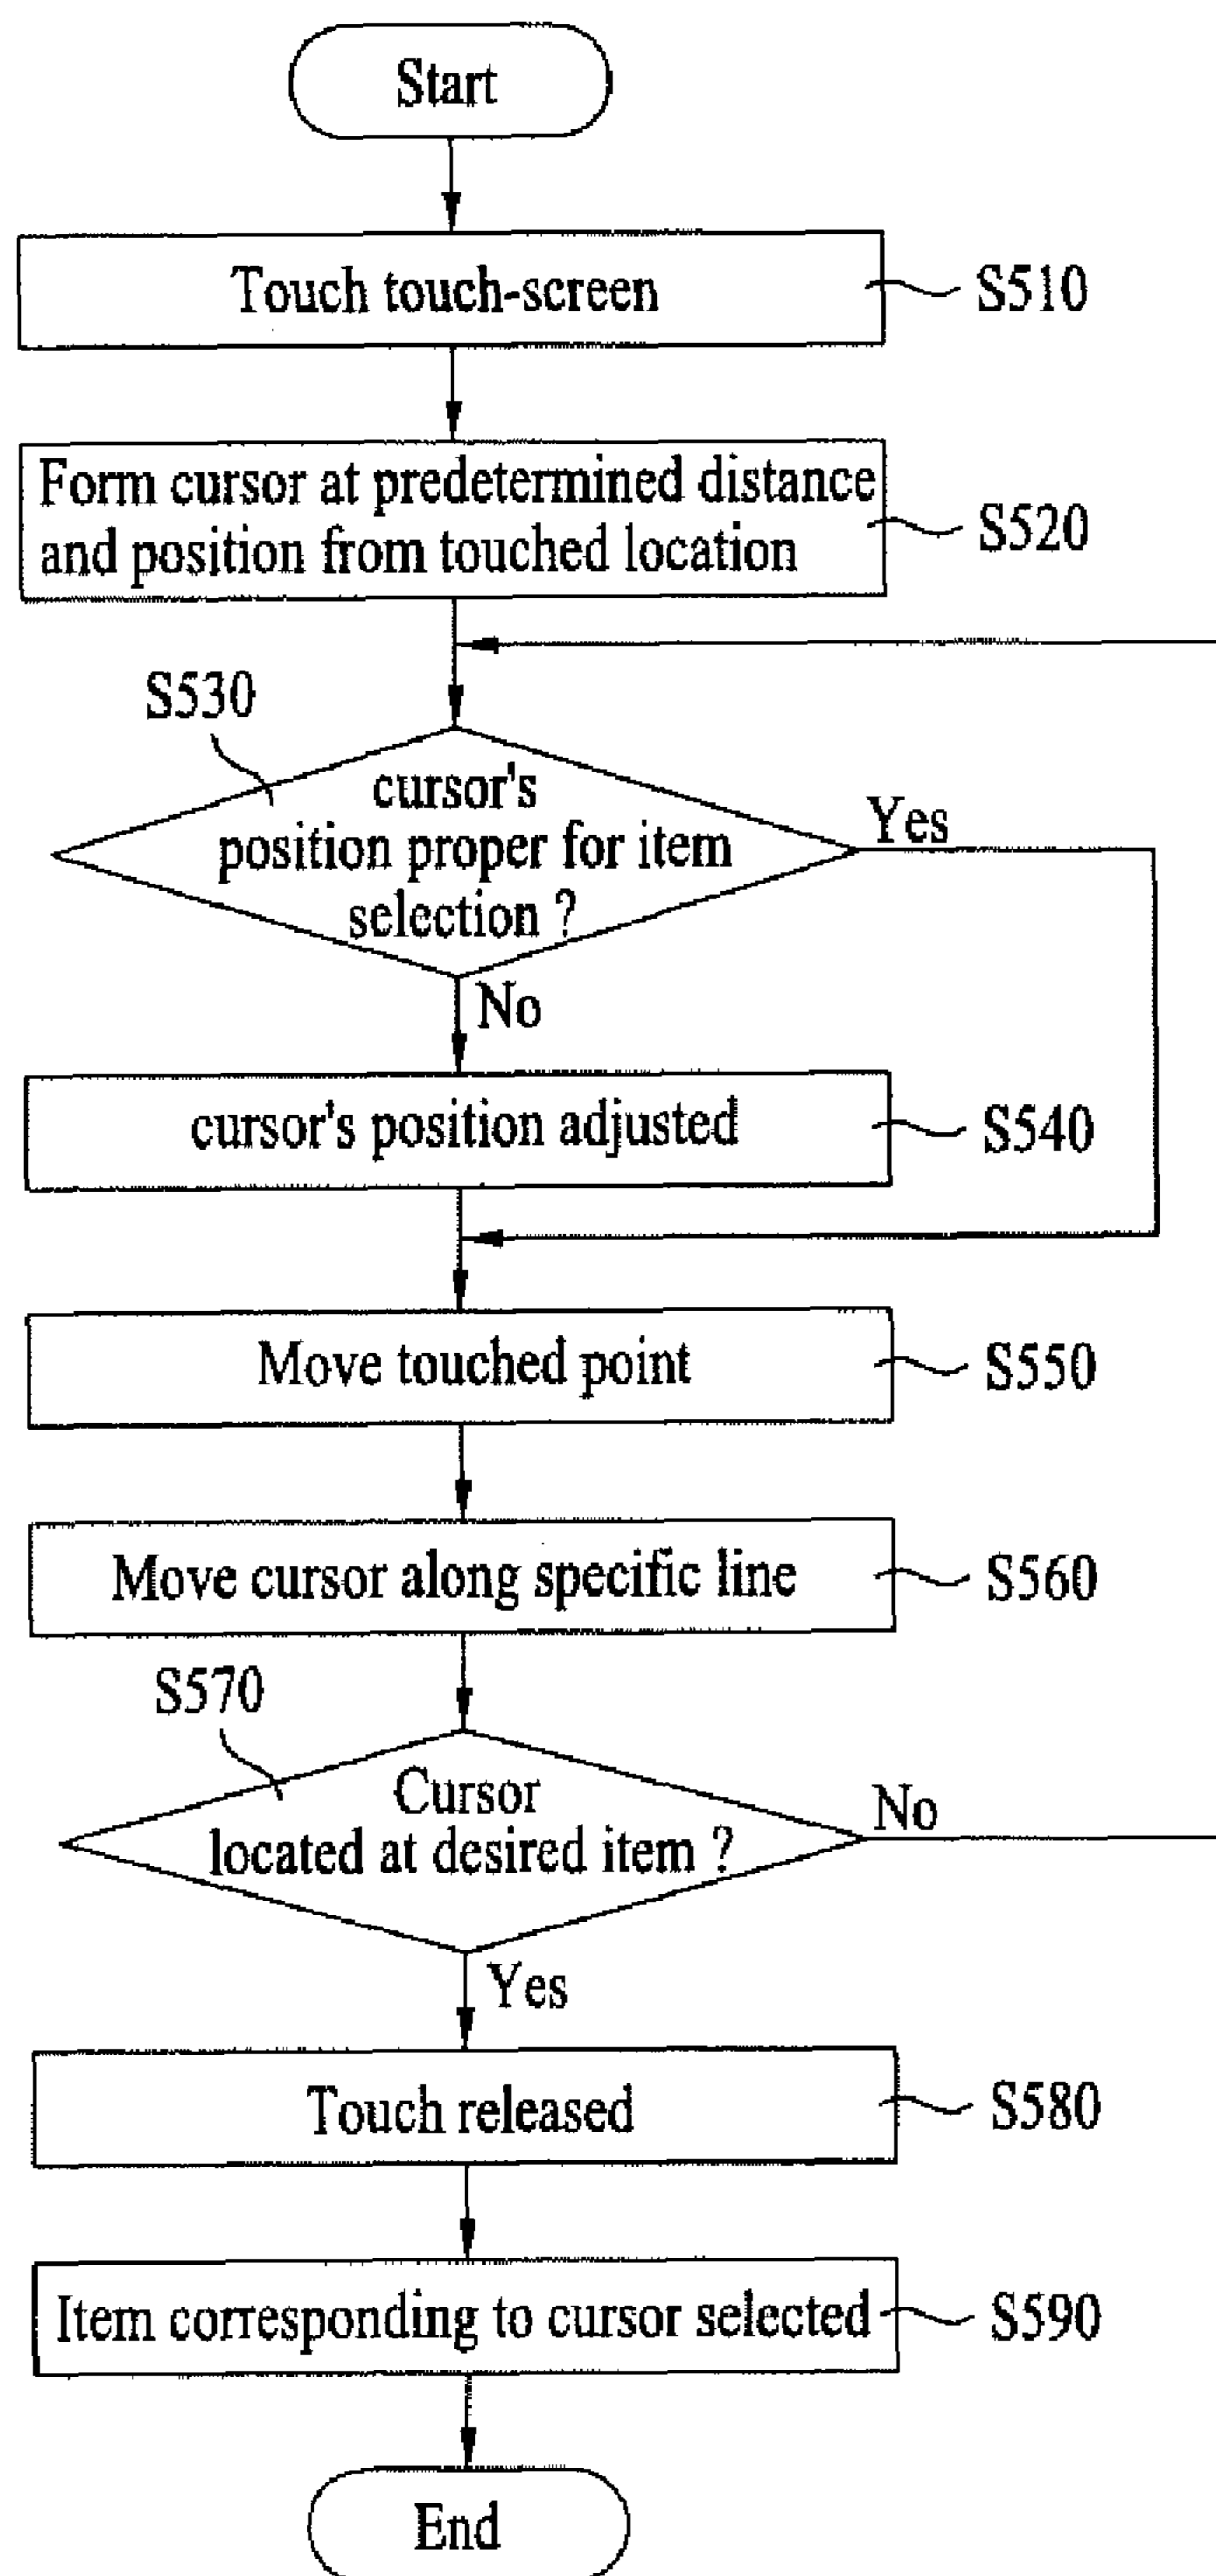 Start
Touch touch-screen
S510
Form cursor at predetermined distance
and position from touched location
S520
S530
cursor's
position proper for item
selection ?
Yes
No
cursor's position adjusted
S540
Move touched point
S550
Move cursor along specific line
S560
S570
Cursor
located at desired item ?
No
Yes
Touch released
S580
Item corresponding to cursor selected
S590
End